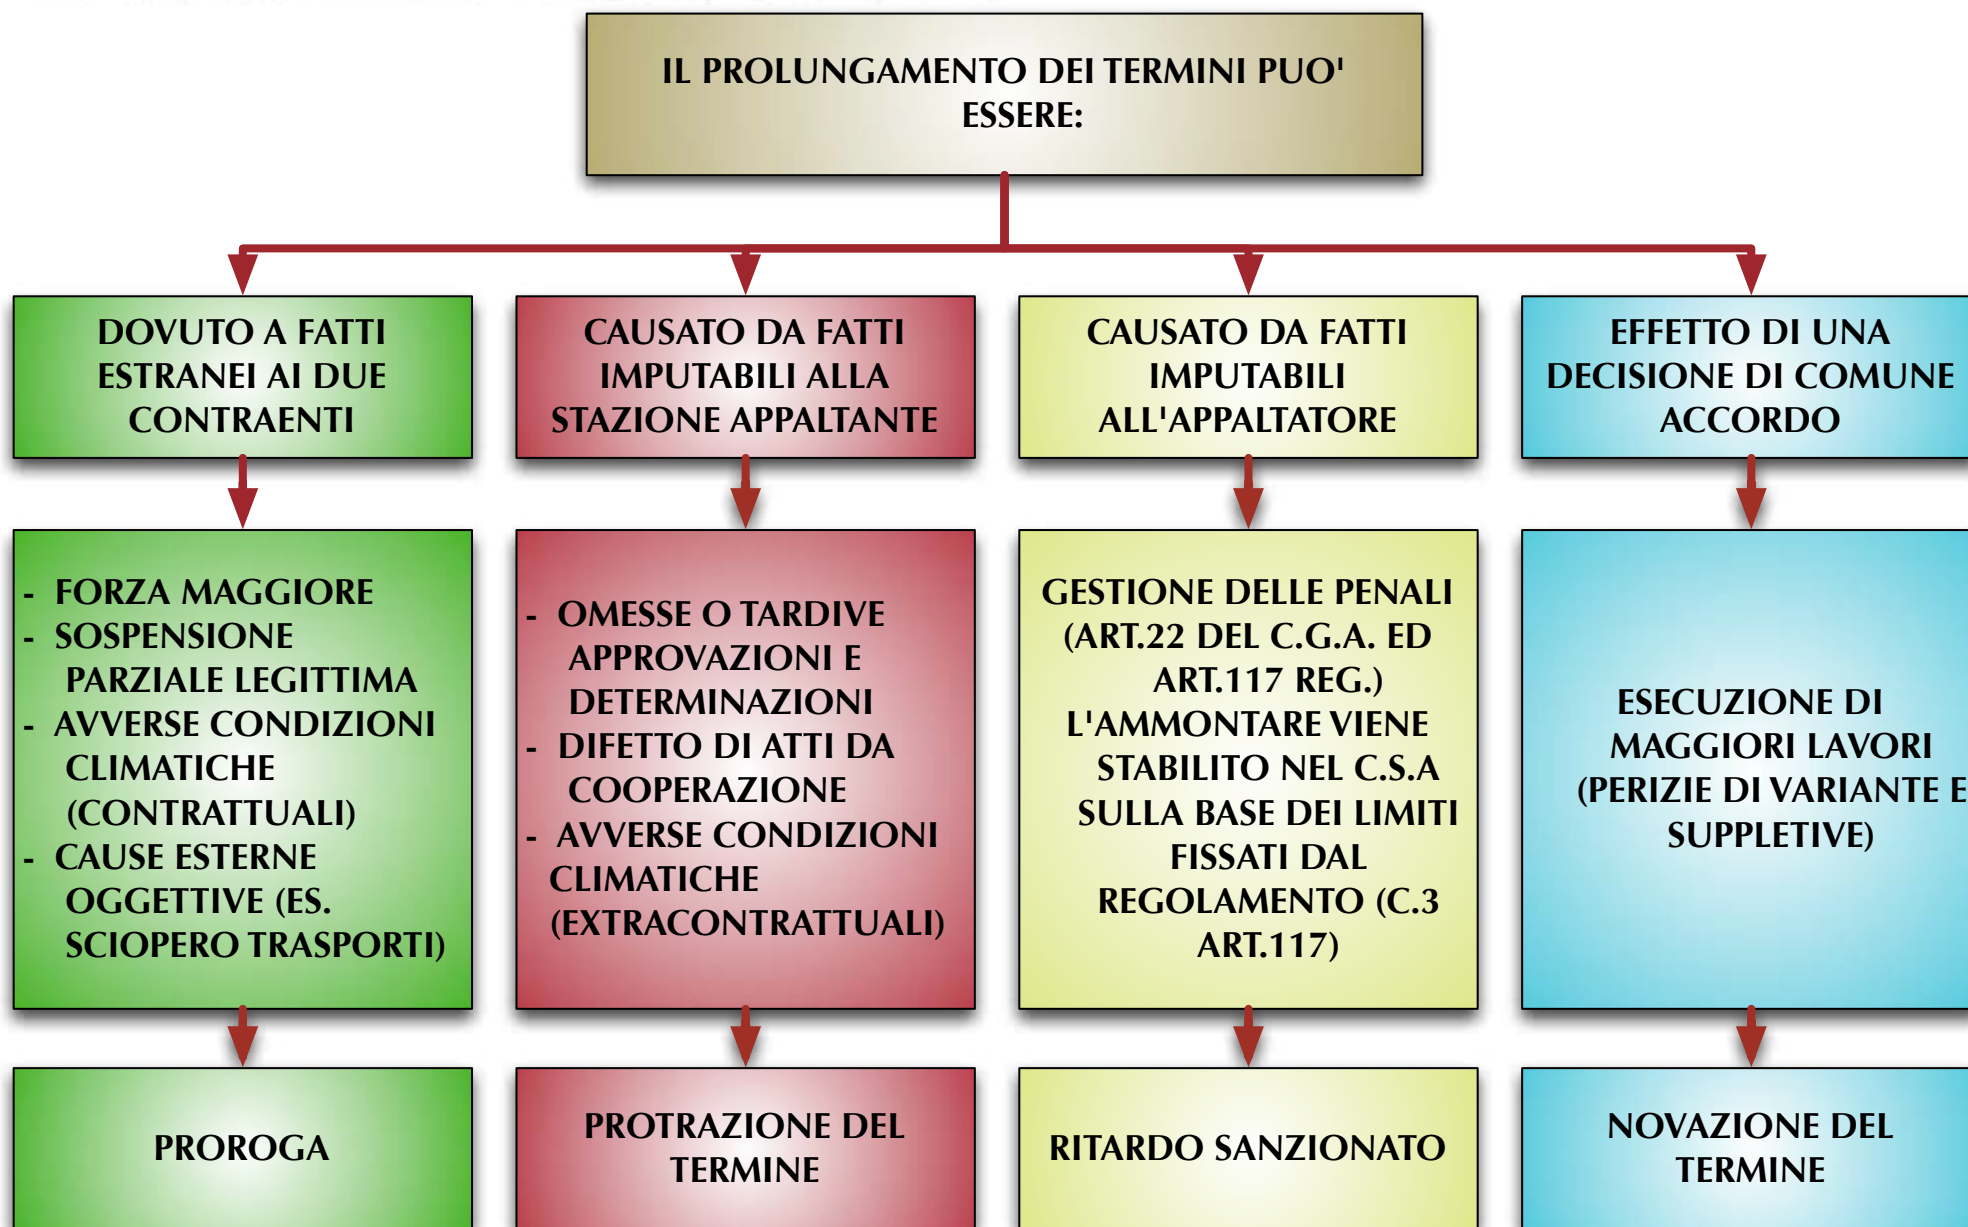 IL PROLUNGAMENTO DEI TERMINI PUO'
ESSERE:
DOVUTO A FATTI
ESTRANEI AI DUE
CONTRAENTI
CAUSATO DA FATTI
IMPUTABILI ALLA
STAZIONE APPALTANTE
CAUSATO DA FATTI
IMPUTABILI
ALL'APPALTATORE
EFFETTO DI UNA
DECISIONE DI COMUNE
ACCORDO
- FORZA MAGGIORE
- SOSPENSIONE
PARZIALE LEGITTIMA
- AVVERSE CONDIZIONI
CLIMATICHE
(CONTRATTUALI)
- CAUSE ESTERNE
OGGETTIVE (ES.
SCIOPERO TRASPORTI)
- OMESSE O TARDIVE
APPROVAZIONI E
DETERMINAZIONI
- DIFETTO DI ATTI DA
COOPERAZIONE
- AVVERSE CONDIZIONI
CLIMATICHE
(EXTRACONTRATTUALI)
GESTIONE DELLE PENALI
(ART.22 DEL C.G.A. ED
ART.117 REG.)
L'AMMONTARE VIENE
STABILITO NEL C.S.A
SULLA BASE DEI LIMITI
FISSATI DAL
REGOLAMENTO (C.3
ART.117)
ESECUZIONE DI
MAGGIORI LAVORI
(PERIZIE DI VARIANTE E
SUPPLETIVE)
PROROGA
PROTRAZIONE DEL
TERMINE
RITARDO SANZIONATO
NOVAZIONE DEL
TERMINE